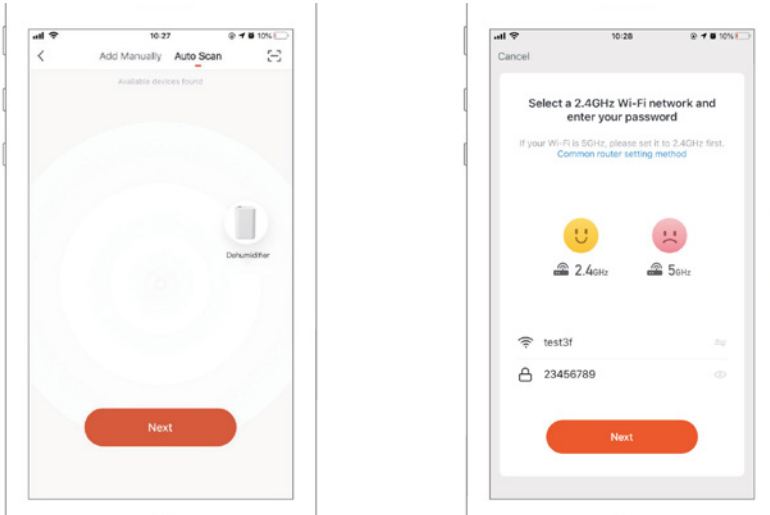 10:27
10%
Add Manually Auto Scan
Available devices found
Dehumidifier
Next
10:28
10%
Cancel
Select a 2.4GHz Wi-Fi network and
enter your password
If your Wi-Fi is 5GHz, please set it to 2.4GHz first.
Common router setting method
2.4GHz
5GHz
test3f
23456789
Next